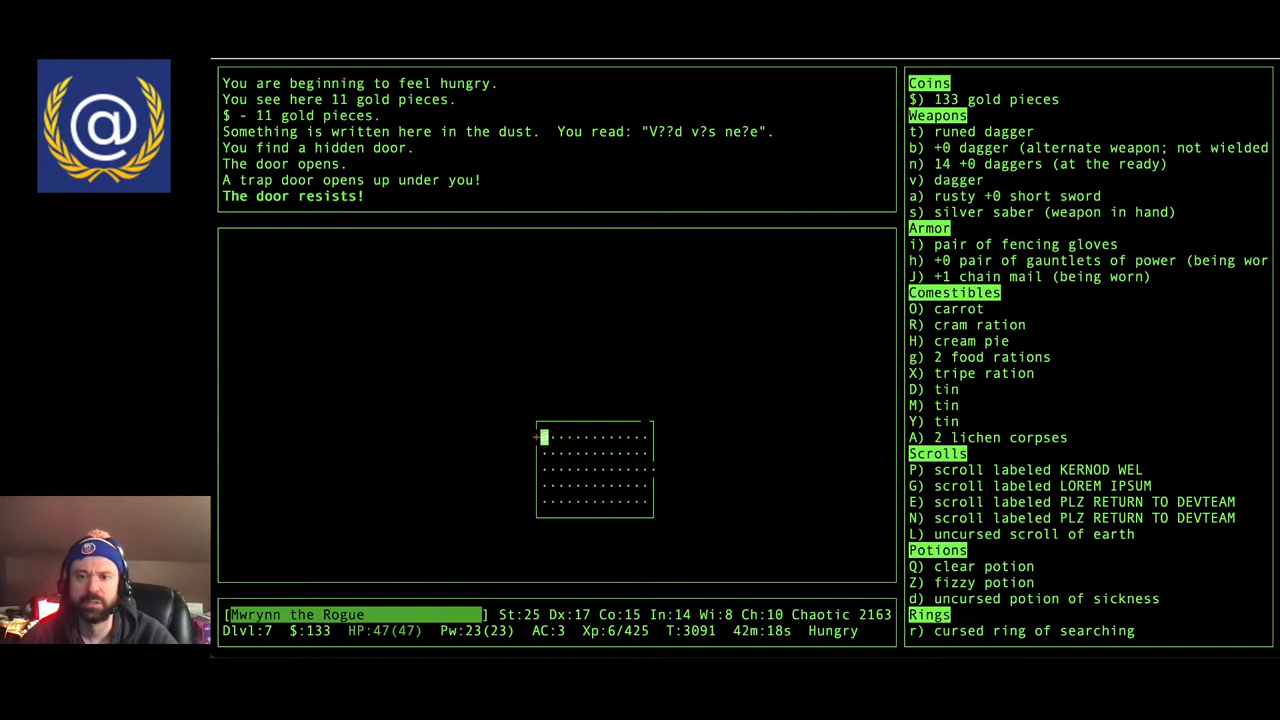 @
You are beginning to feel hungry.
You see here 11 gold pieces.
$ - 11 gold pieces.
Something is written here in the dust.  You read: "V??d v?s ne?e".
You find a hidden door.
The door opens.
A trap door opens up under you!
The door resists!
[Mwrynn the Rogue ] St:25 Dx:17 Co:15 In:14 Wi:8 Ch:10 Chaotic 2163
Dlvl:7 $:133 HP:47(47) Pw:23(23) AC:3 Xp:6/425 T:3091 42m:18s Hungry
Coins
$) 133 gold pieces
Weapons
t) runed dagger
b) +0 dagger (alternate weapon; not wielded
n) 14 +0 daggers (at the ready)
v) dagger
a) rusty +0 short sword
s) silver saber (weapon in hand)
Armor
i) pair of fencing gloves
h) +0 pair of gauntlets of power (being wor
J) +1 chain mail (being worn)
Comestibles
O) carrot
R) cram ration
H) cream pie
g) 2 food rations
X) tripe ration
D) tin
M) tin
Y) tin
A) 2 lichen corpses
Scrolls
P) scroll labeled KERNOD WEL
G) scroll labeled LOREM IPSUM
E) scroll labeled PLZ RETURN TO DEVTEAM
N) scroll labeled PLZ RETURN TO DEVTEAM
L) uncursed scroll of earth
Potions
Q) clear potion
Z) fizzy potion
d) uncursed potion of sickness
Rings
r) cursed ring of searching